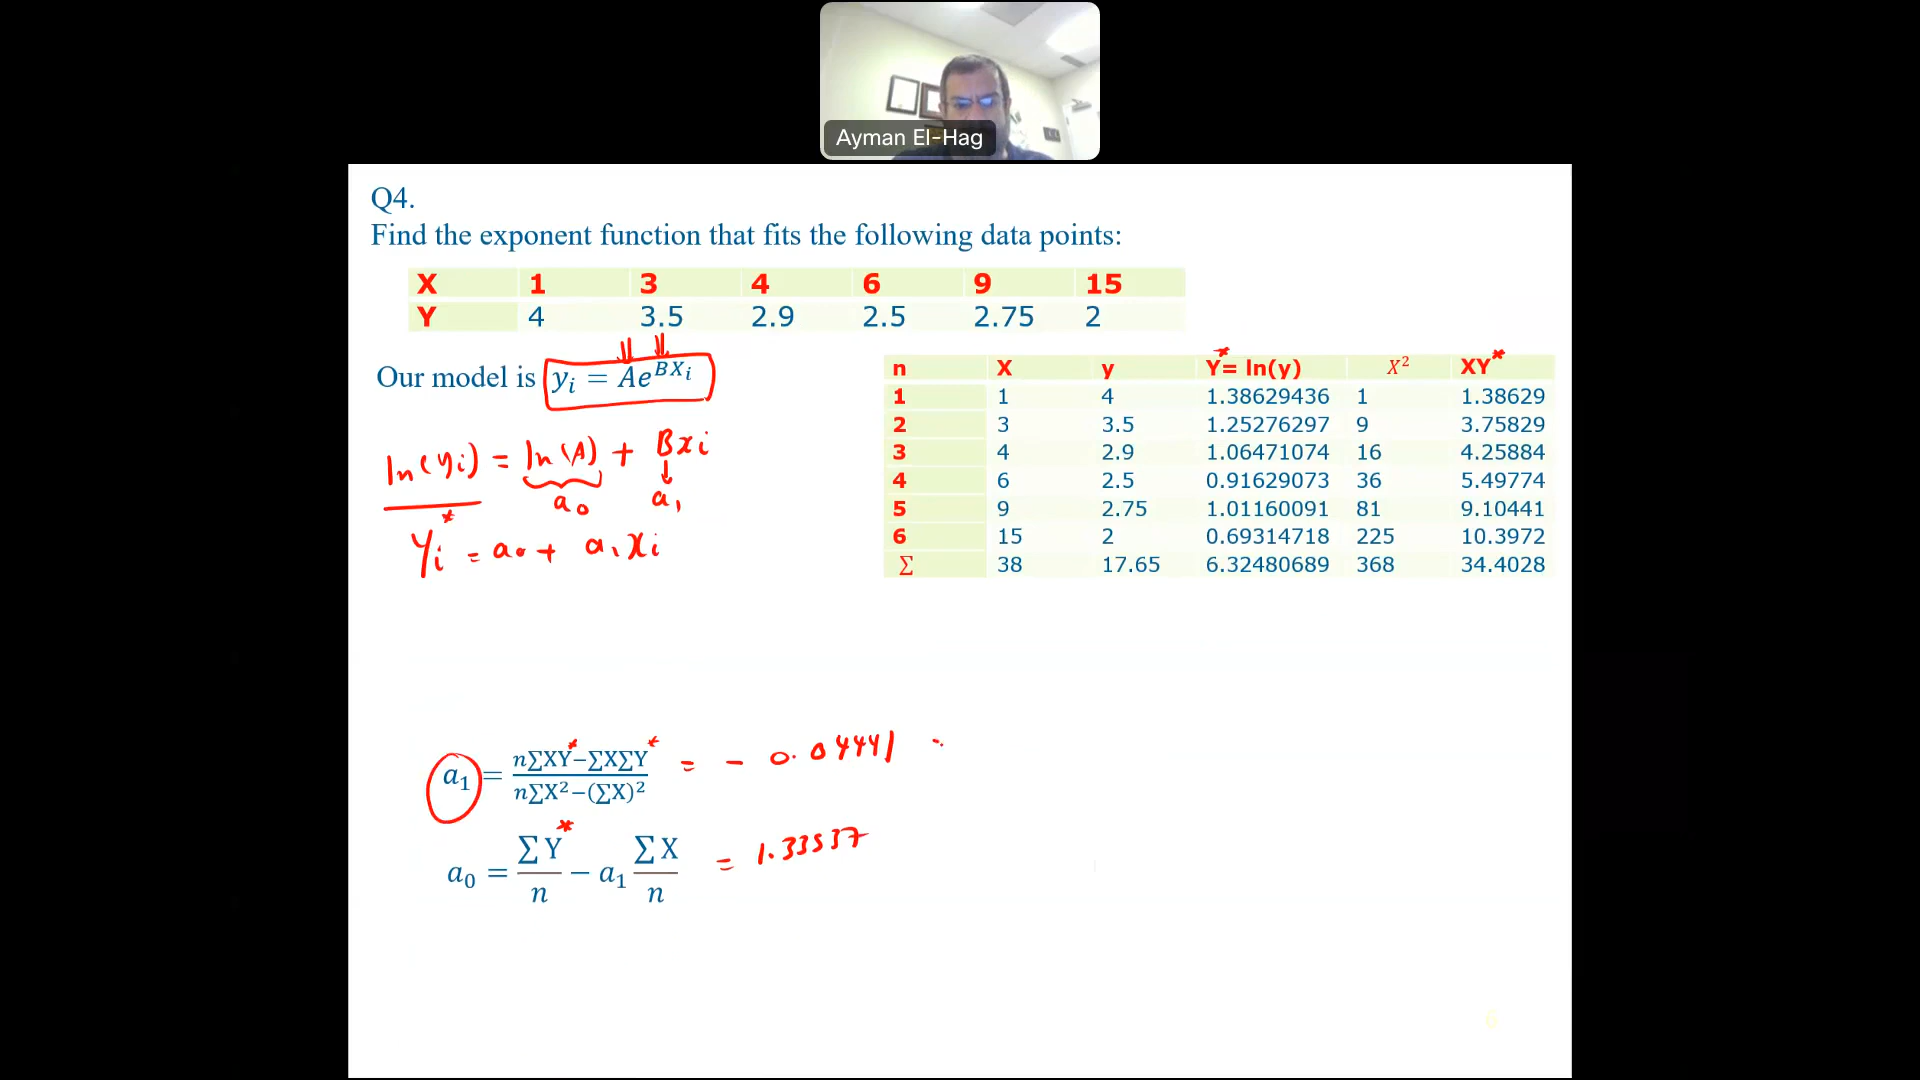 Ayman El-Hag
Q4.
Find the exponent function that fits the following data points:
X 1 3 4 6 9 15
Y 4 3.5 2.9 2.5 2.75 2
Our model is yᵢ = Ae^{BXᵢ}
ln(yi) = ln(A) + Bxi
a₀ a₁
Yi* = a₀ + a₁xi
n X y Y*= ln(y) X² XY*
1 1 4 1.38629436 1 1.38629
2 3 3.5 1.25276297 9 3.75829
3 4 2.9 1.06471074 16 4.25884
4 6 2.5 0.91629073 36 5.49774
5 9 2.75 1.01160091 81 9.10441
6 15 2 0.69314718 225 10.3972
∑ 38 17.65 6.32480689 368 34.4028
a₁ = (n∑XY*−∑X∑Y*)/(n∑X²−(∑X)²) = - 0.04441
a₀ = ∑Y*/n − a₁ ∑X/n = 1.33537
6